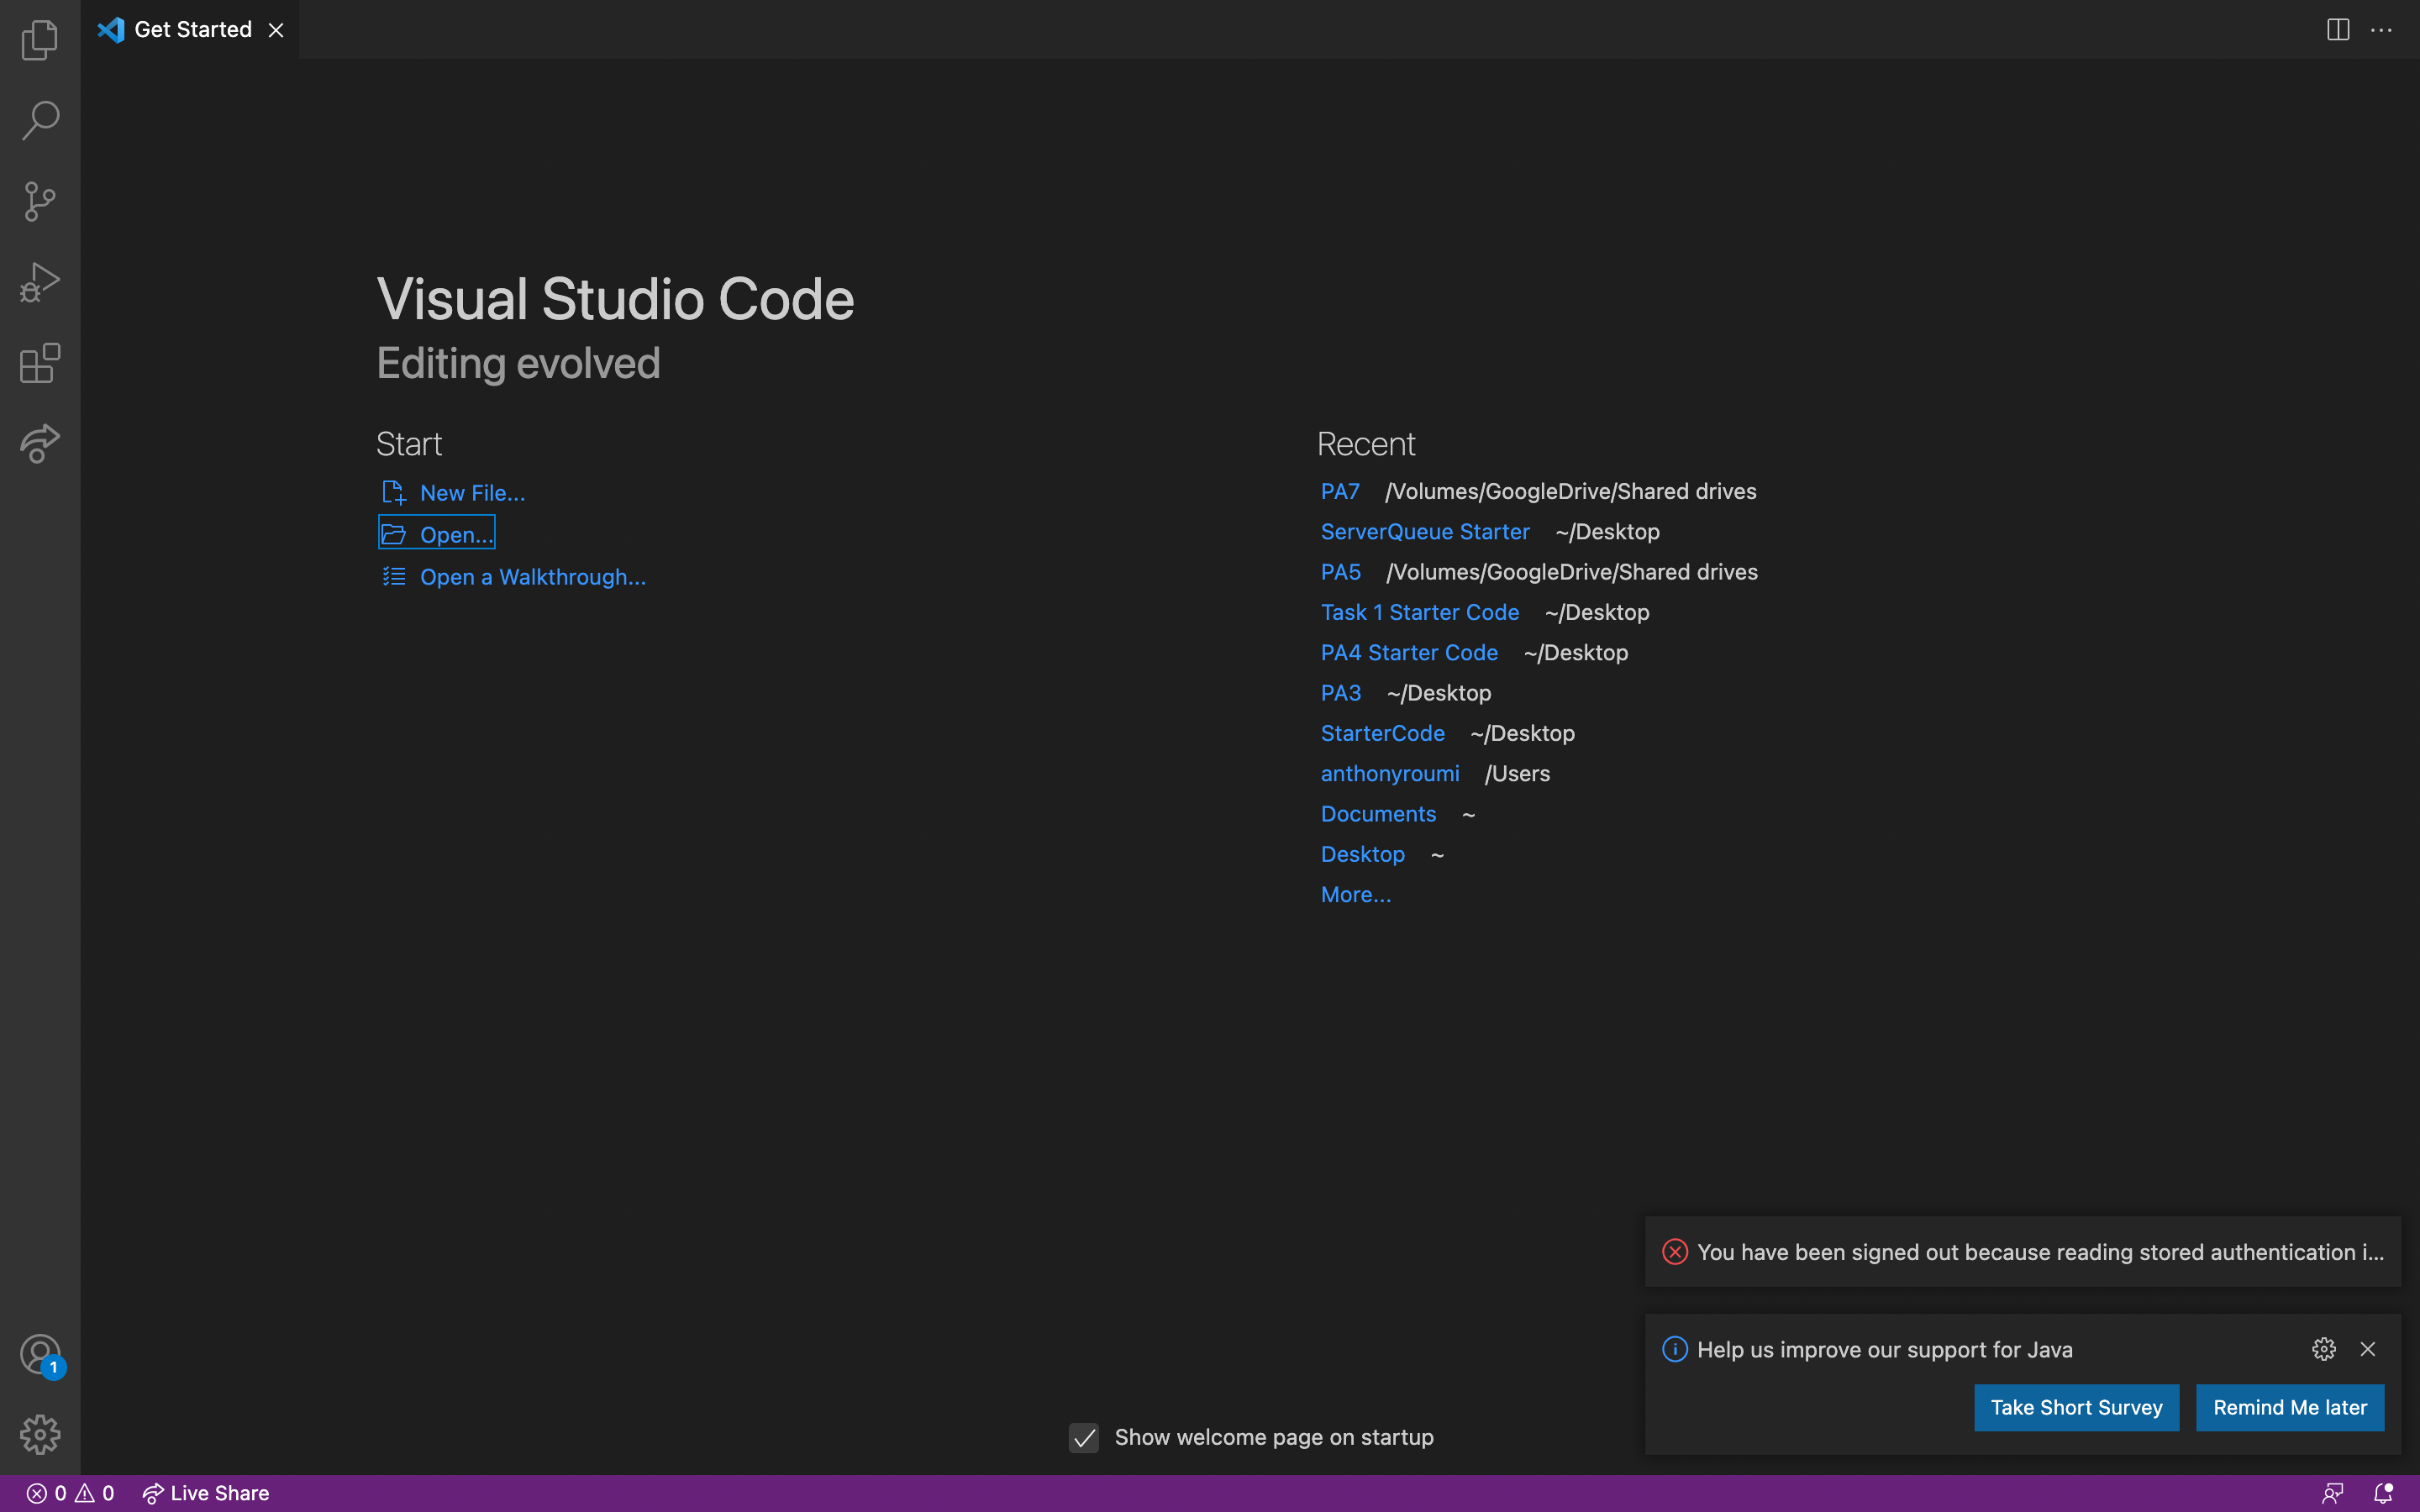 Get Started
Visual Studio Code
Editing evolved
Start
New File...
Open...
Open a Walkthrough...
Recent
PA7 /Volumes/GoogleDrive/Shared drives
ServerQueue Starter ~/Desktop
PA5 /Volumes/GoogleDrive/Shared drives
Task 1 Starter Code ~/Desktop
PA4 Starter Code ~/Desktop
PA3 ~/Desktop
StarterCode ~/Desktop
anthonyroumi /Users
Documents ~
Desktop ~
More...
You have been signed out because reading stored authentication i...
Help us improve our support for Java
Take Short Survey Remind Me later
1
Show welcome page on startup
0 0 Live Share